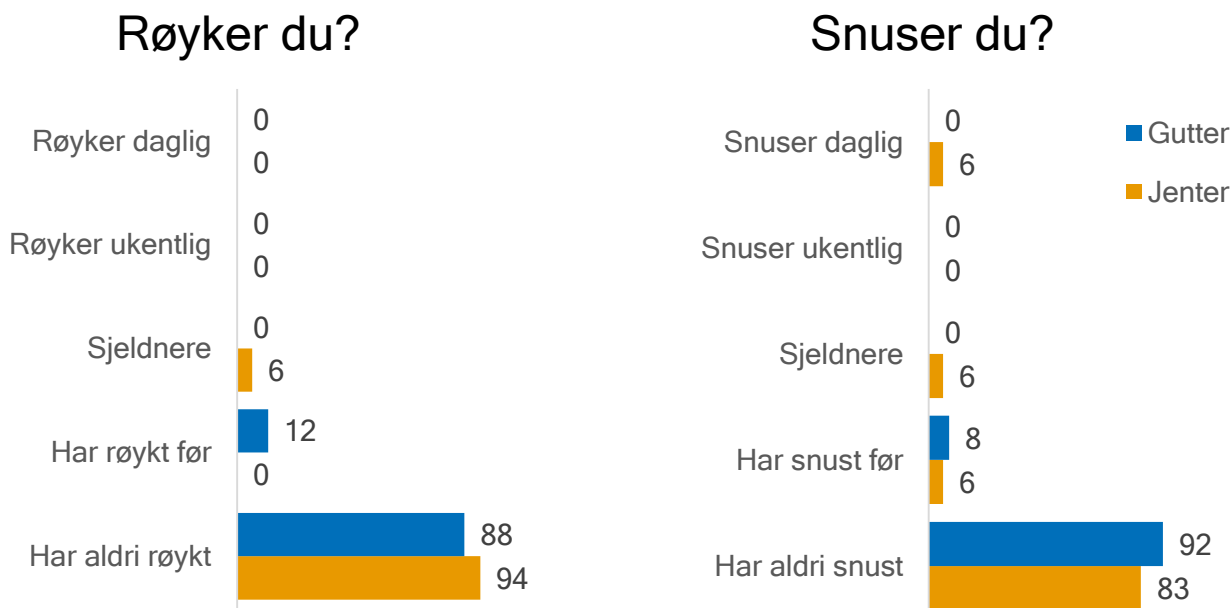 Røyker du?
Røyker daglig
0
0
Røyker ukentlig
0
0
Sjeldnere
0
6
Har røykt før
12
0
Har aldri røykt
88
94
Snuser du?
Snuser daglig
0
6
Snuser ukentlig
0
0
Sjeldnere
0
6
Har snust før
8
6
Har aldri snust
92
83
Gutter
Jenter